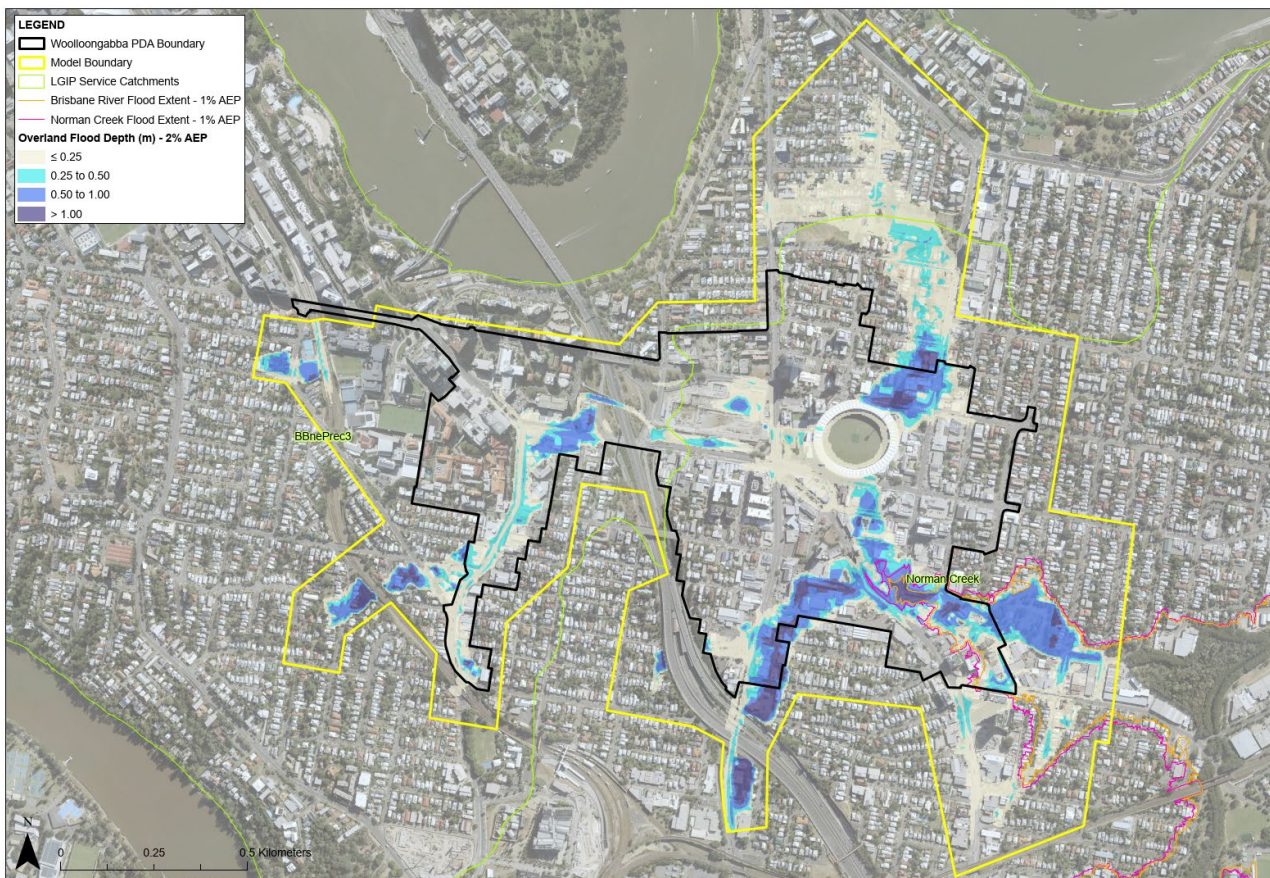 LEGEND
Woolloongabba PDA Boundary
Model Boundary
LGIP Service Catchments
Brisbane River Flood Extent - 1% AEP
Norman Creek Flood Extent - 1% AEP
Overland Flood Depth (m) - 2% AEP
≤ 0.25
0.25 to 0.50
0.50 to 1.00
> 1.00
BBnePrec3
Norman Creek
N
0 0.25 0.5 Kilometers